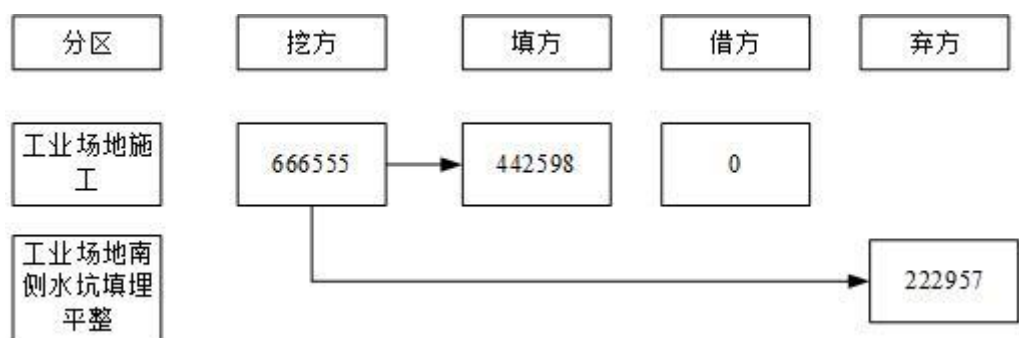 分区
挖方
填方
借方
弃方
工业场地施
工
666555
442598
0
工业场地南
侧水坑填埋
平整
222957